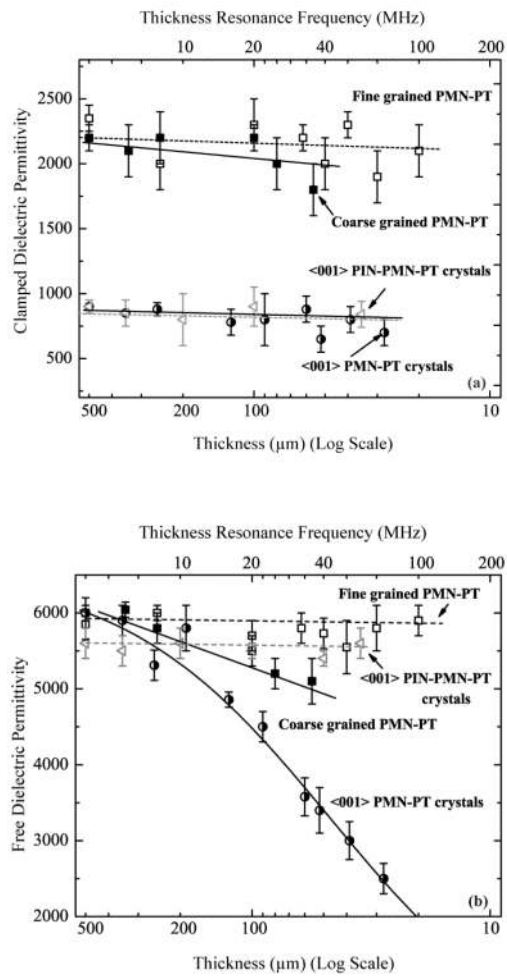 Thickness Resonance Frequency (MHz)
10 20 40 60 80 100 200
Fine grained PMN-PT
2500
2000
Coarse grained PMN-PT
1500
<001> PIN-PMN-PT crystals
1000
500
<001> PMN-PT crystals
(a)
500 200 100 10
Clamped Dielectric Permittivity
Thickness (µm) (Log Scale)
Thickness Resonance Frequency (MHz)
10 20 40 60 80 100 200
Fine grained PMN-PT
6000
<001> PIN-PMN-PT
crystals
5000
Coarse grained PMN-PT
4000
<001> PMN-PT crystals
3000
(b)
2000
500 200 100 10
Free Dielectric Permittivity
Thickness (µm) (Log Scale)